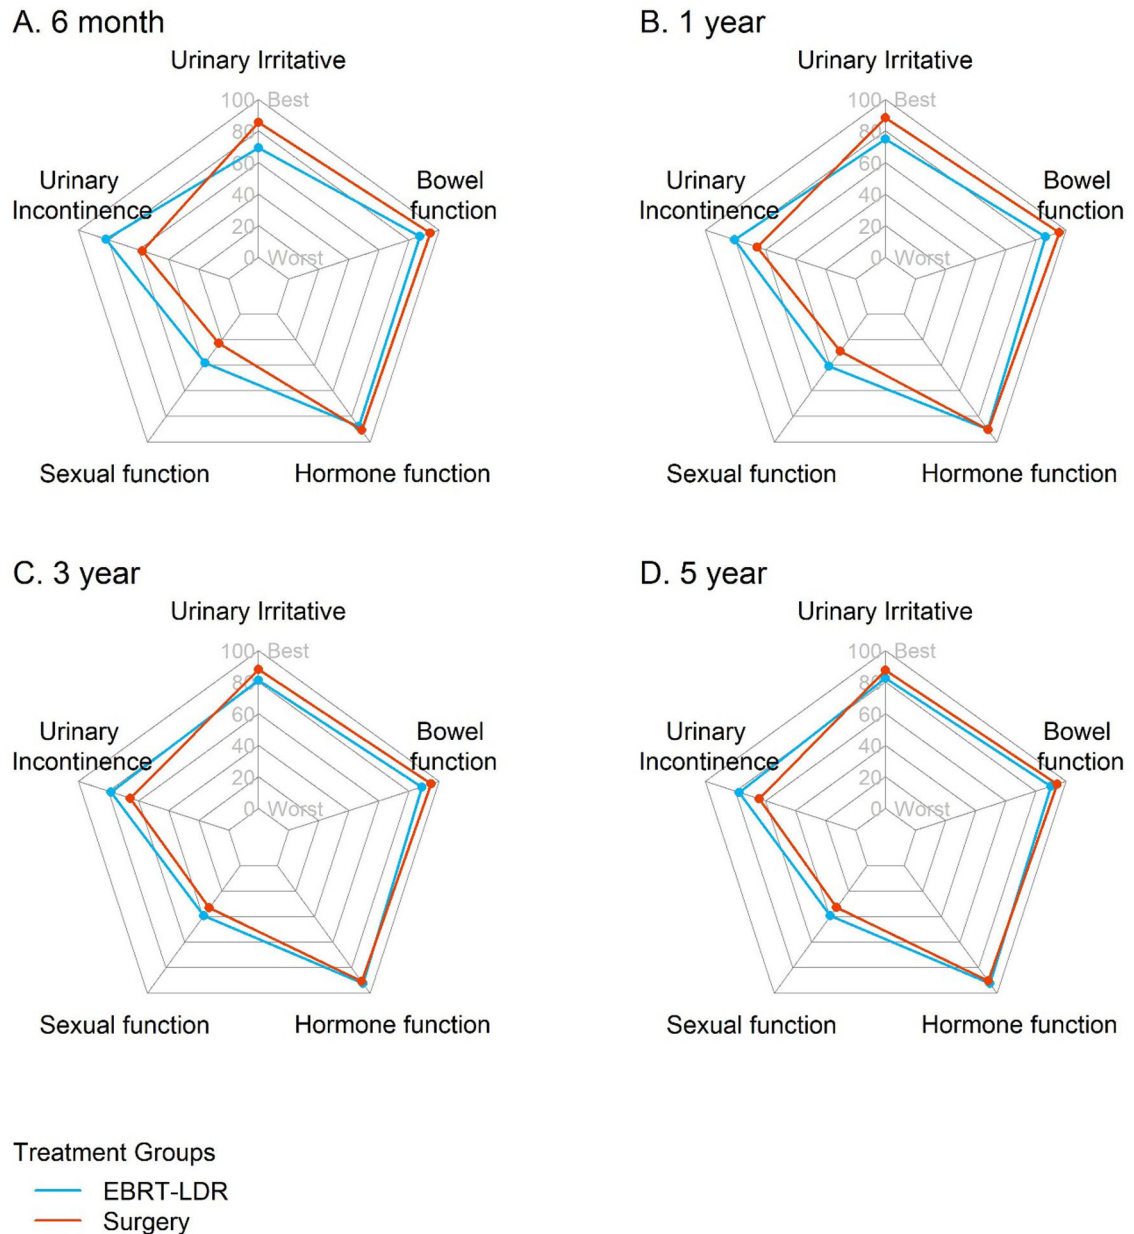 A. 6 month
Urinary Irritative
100 Best
80
60
40
20
0 Worst
Urinary
Incontinence
Bowel
function
Sexual function
Hormone function
B. 1 year
Urinary Irritative
100 Best
80
60
40
20
0 Worst
Urinary
Incontinence
Bowel
function
Sexual function
Hormone function
C. 3 year
Urinary Irritative
100 Best
80
60
40
20
0 Worst
Urinary
Incontinence
Bowel
function
Sexual function
Hormone function
D. 5 year
Urinary Irritative
100 Best
80
60
40
20
0 Worst
Urinary
Incontinence
Bowel
function
Sexual function
Hormone function
Treatment Groups
EBRT-LDR
Surgery